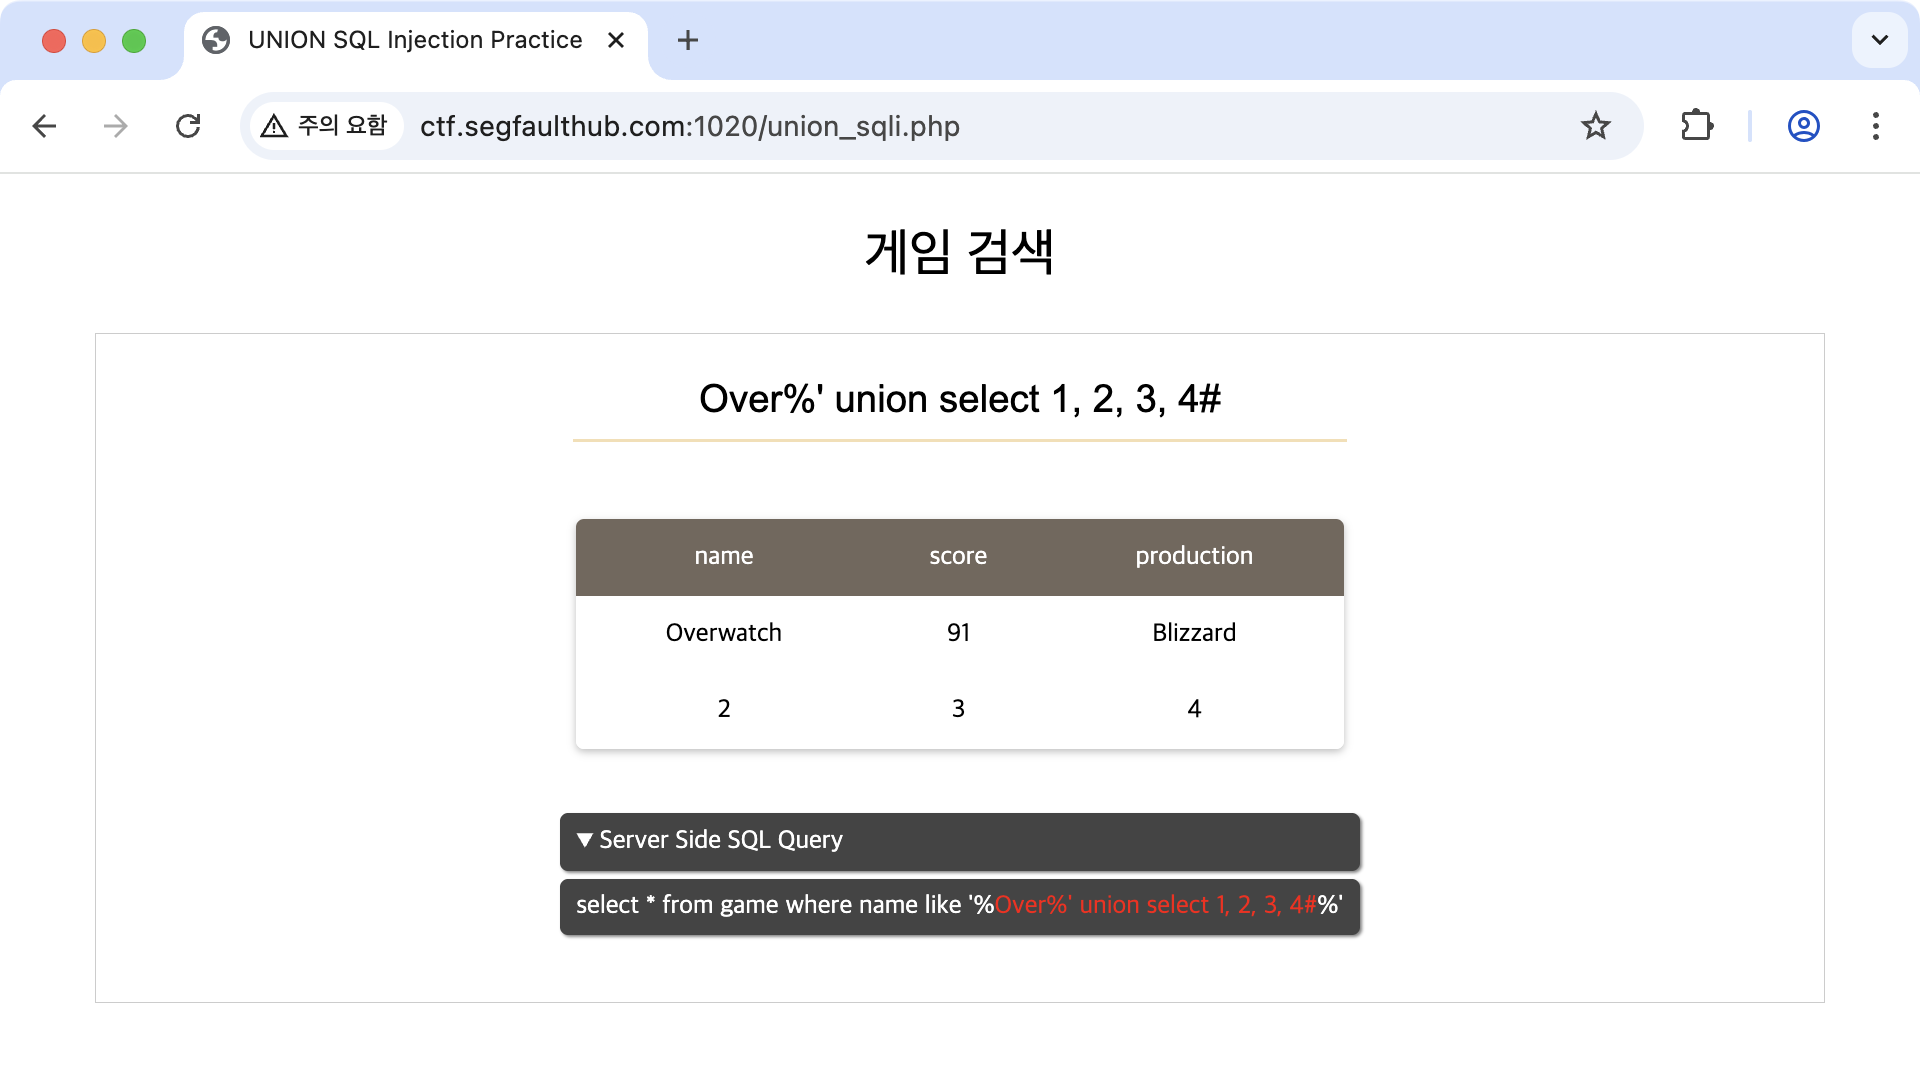 UNION SQL Injection Practice
주의 요함
ctf.segfaulthub.com:1020/union_sqli.php
게임 검색
Over%' union select 1, 2, 3, 4#
name score production
Overwatch 91 Blizzard
2 3 4
▼ Server Side SQL Query
select * from game where name like '%Over%' union select 1, 2, 3, 4#%'